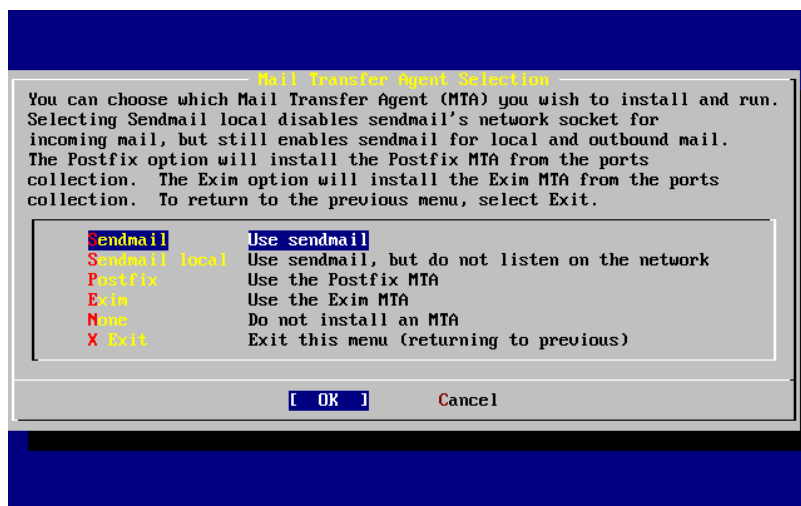 Mail Transfer Agent Selection
You can choose which Mail Transfer Agent (MTA) you wish to install and run.
Selecting Sendmail local disables sendmail's network socket for
incoming mail, but still enables sendmail for local and outbound mail.
The Postfix option will install the Postfix MTA from the ports
collection.  The Exim option will install the Exim MTA from the ports
collection.  To return to the previous menu, select Exit.
Sendmail Use sendmail
Sendmail local Use sendmail, but do not listen on the network
Postfix Use the Postfix MTA
Exim Use the Exim MTA
None Do not install an MTA
X Exit Exit this menu (returning to previous)
[ OK ] Cancel